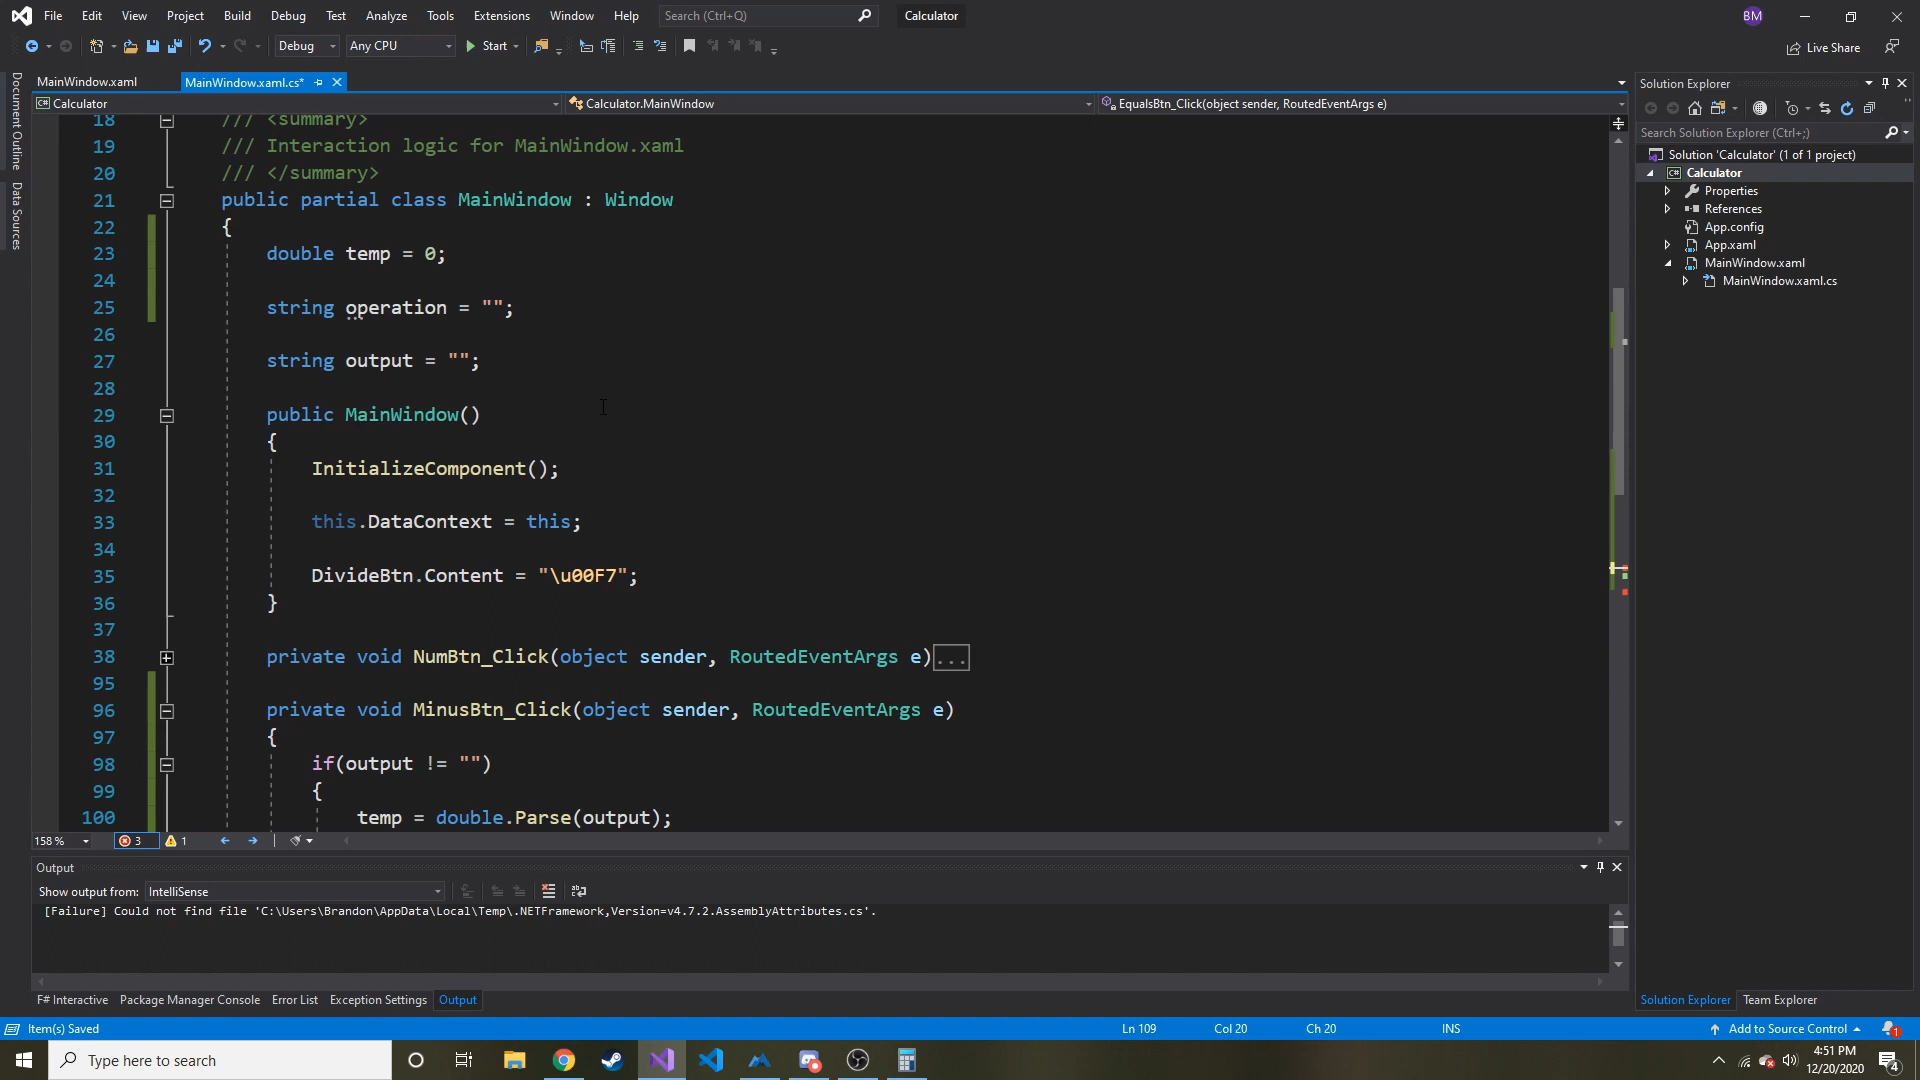 File Edit View Project Build Debug Test Analyze Tools Extensions Window Help Search (Ctrl+Q) Calculator BM
Debug Any CPU Start Live Share
MainWindow.xaml MainWindow.xaml.cs*
Calculator Calculator.MainWindow EqualsBtn_Click(object sender, RoutedEventArgs e)
Document Outline
Data Sources
18 /// <summary>
19 /// Interaction logic for MainWindow.xaml
20 /// </summary>
21 public partial class MainWindow : Window
22 {
23 double temp = 0;
24
25 string operation = "";
26
27 string output = "";
28
29 public MainWindow()
30 {
31 InitializeComponent();
32
33 this.DataContext = this;
34
35 DivideBtn.Content = "\u00F7";
36 }
37
38 private void NumBtn_Click(object sender, RoutedEventArgs e)...
95
96 private void MinusBtn_Click(object sender, RoutedEventArgs e)
97 {
98 if(output != "")
99 {
100 temp = double.Parse(output);
158 % 3 1
Output
Show output from: IntelliSense
[Failure] Could not find file 'C:\Users\Brandon\AppData\Local\Temp\.NETFramework,Version=v4.7.2.AssemblyAttributes.cs'.
F# Interactive Package Manager Console Error List Exception Settings Output
Solution Explorer
Search Solution Explorer (Ctrl+;)
Solution 'Calculator' (1 of 1 project)
C# Calculator
Properties
References
App.config
App.xaml
MainWindow.xaml
MainWindow.xaml.cs
Solution Explorer Team Explorer
Item(s) Saved Ln 109 Col 20 Ch 20 INS Add to Source Control 1
Type here to search
4:51 PM
12/20/2020
4